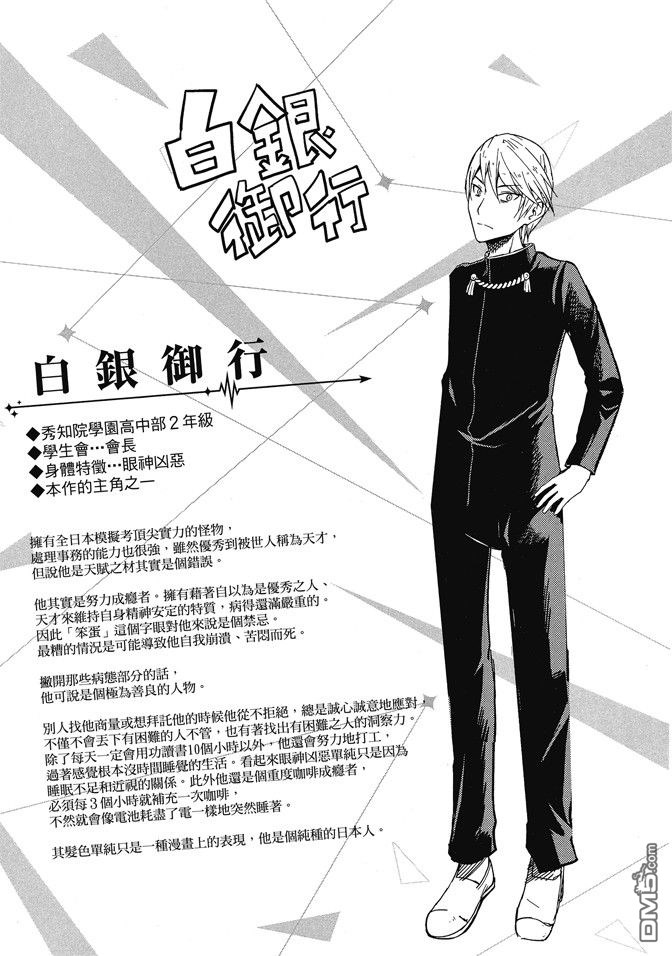 白銀
御行
白銀御行
◆秀知院學園高中部2年級
◆學生會…會長
◆身體特徵…眼神凶惡
◆本作的主角之一
擁有全日本模擬考頂尖實力的怪物，
處理事務的能力也很強，雖然優秀到被世人稱為天才，
但說他是天賦之材其實是個錯誤。
他其實是努力成癮者。擁有藉著自以為是優秀之人、
天才來維持自身精神安定的特質，病得還滿嚴重的。
因此「笨蛋」這個字眼對他來說是個禁忌。
最糟的情況是可能導致他自我崩潰、苦悶而死。
撇開那些病態部分的話，
他可說是個極為善良的人物。
別人找他商量或想拜託他的時候他從不拒絕，總是誠心誠意地應對，
不僅不會丟下有困難的人不管，也有著找出有困難之人的洞察力。
除了每天一定會用功讀書10個小時以外，他還會努力地打工，
過著感覺根本沒時間睡覺的生活。看起來眼神凶惡單純只是因為
睡眠不足和近視的關係。此外他還是個重度咖啡成癮者，
必須每3個小時就補充一次咖啡，
不然就會像電池耗盡了電一樣地突然睡著。
其髮色單純只是一種漫畫上的表現，他是個純種的日本人。
DM5.com